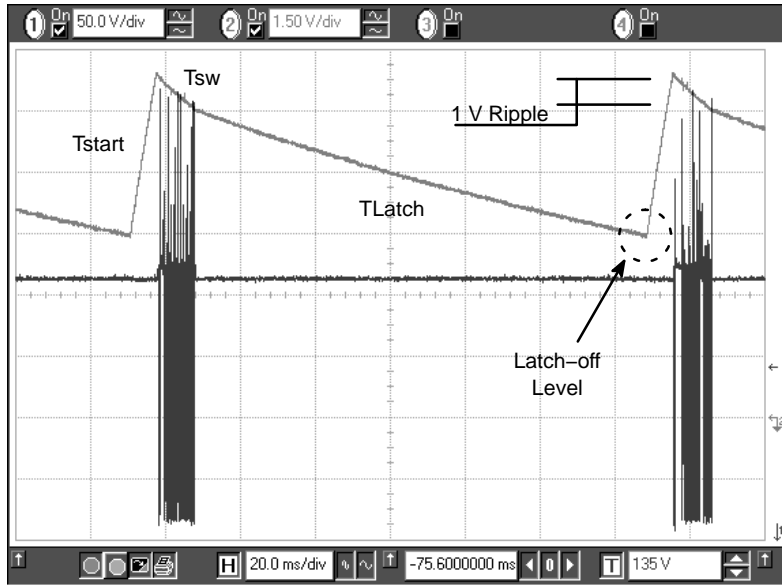 1 On 50.0 V/div 2 On 1.50 V/div 3 On 4 On
Tsw
1 V Ripple
Tstart
TLatch
Latch−off
Level
H 20.0 ms/div -75.6000000 ms 0 T 135 V